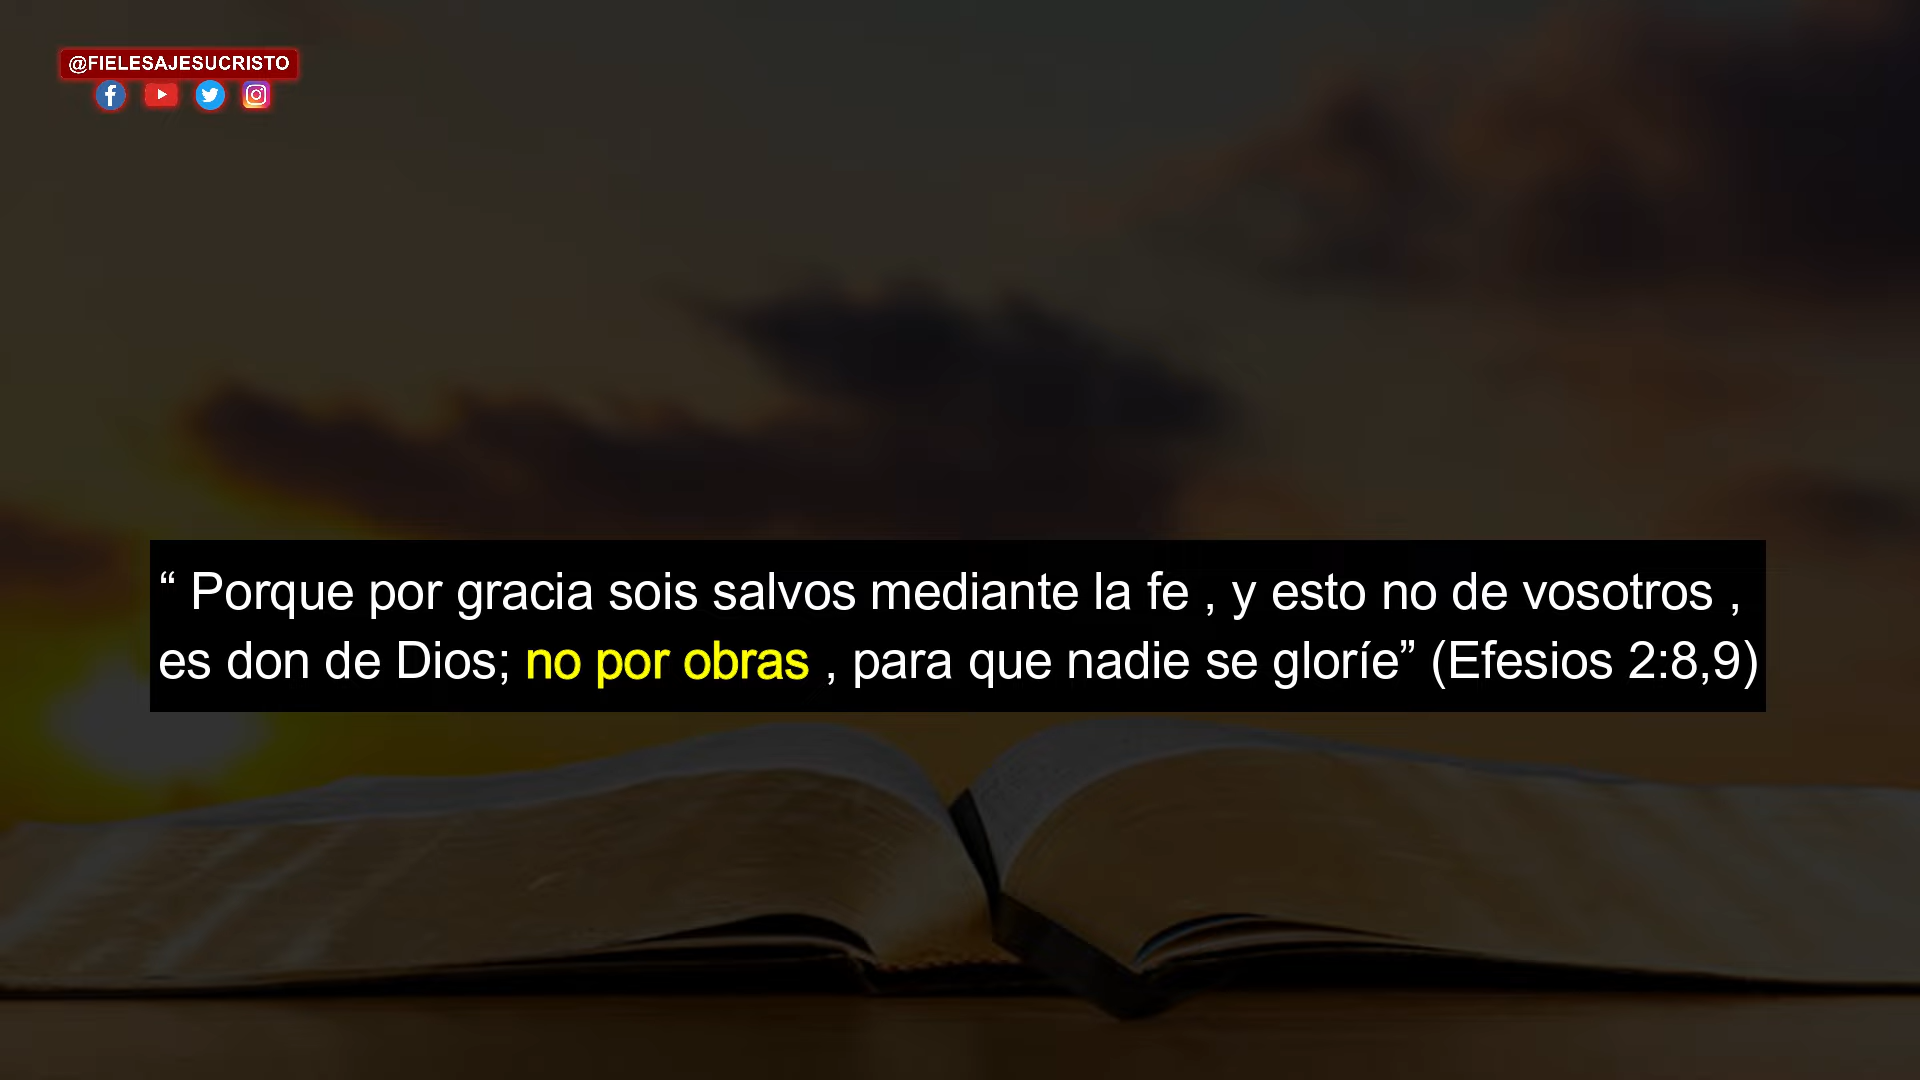 @FIELESAJESUCRISTO
“ Porque por gracia sois salvos mediante la fe , y esto no de vosotros ,
es don de Dios; no por obras , para que nadie se gloríe” (Efesios 2:8,9)